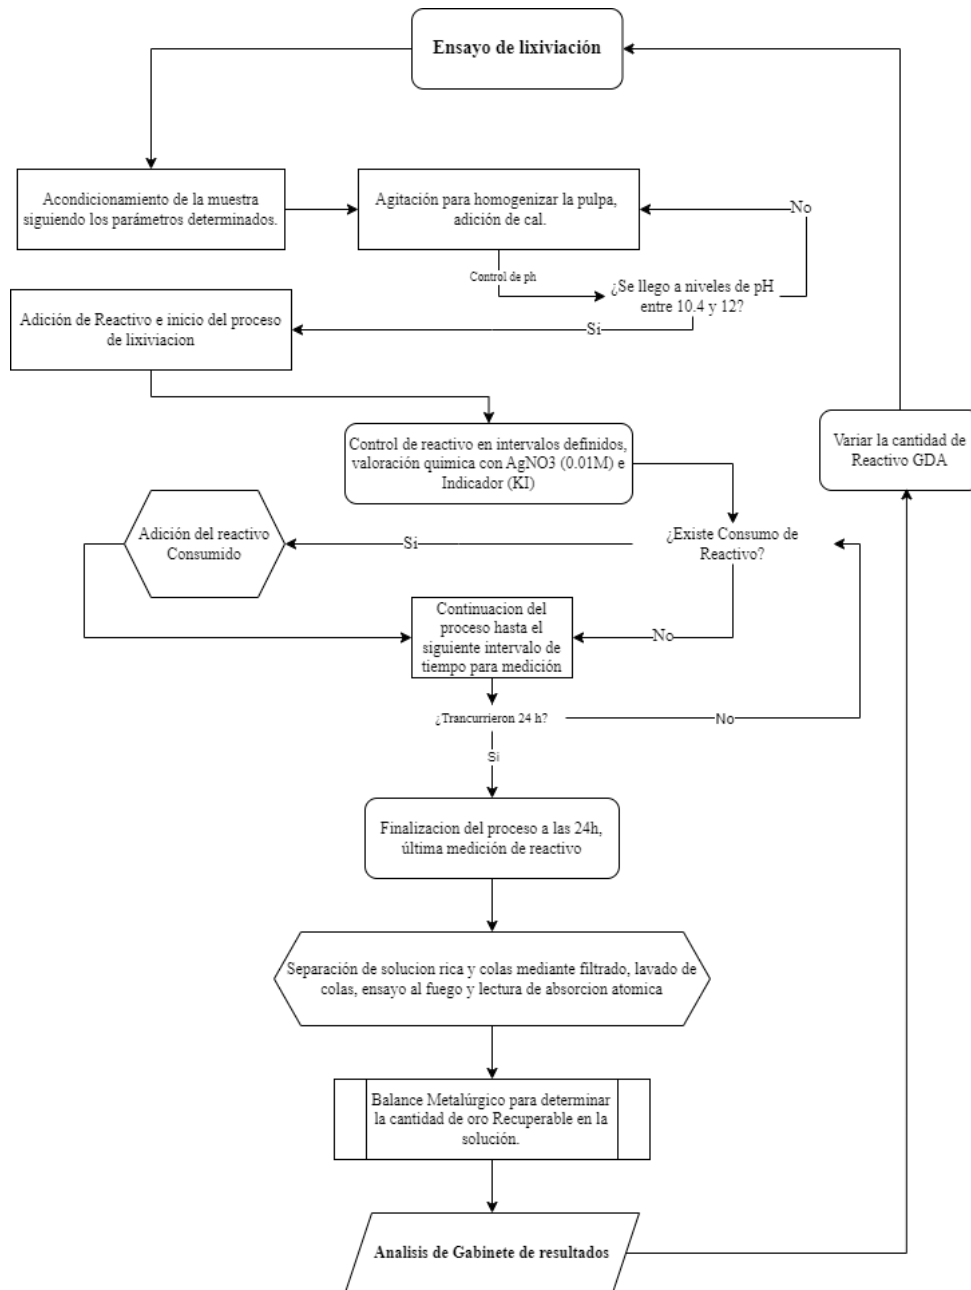 Ensayo de lixiviación
Acondicionamiento de la muestra
siguiendo los parámetros determinados.
Agitación para homogenizar la pulpa,
adición de cal.
No
Control de ph
¿Se llego a niveles de pH
entre 10.4 y 12?
Si
Adición de Reactivo e inicio del proceso
de lixiviacion
Control de reactivo en intervalos definidos,
valoración quimica con AgNO3 (0.01M) e
Indicador (KI)
Variar la cantidad de
Reactivo GDA
Adición del reactivo
Consumido
Si
¿Existe Consumo de
Reactivo?
Continuacion del
proceso hasta el
siguiente intervalo de
tiempo para medición
No
¿Trancurrieron 24 h?
No
Si
Finalizacion del proceso a las 24h,
última medición de reactivo
Separación de solucion rica y colas mediante filtrado, lavado de
colas, ensayo al fuego y lectura de absorcion atomica
Balance Metalúrgico para determinar
la cantidad de oro Recuperable en la
solución.
Analisis de Gabinete de resultados